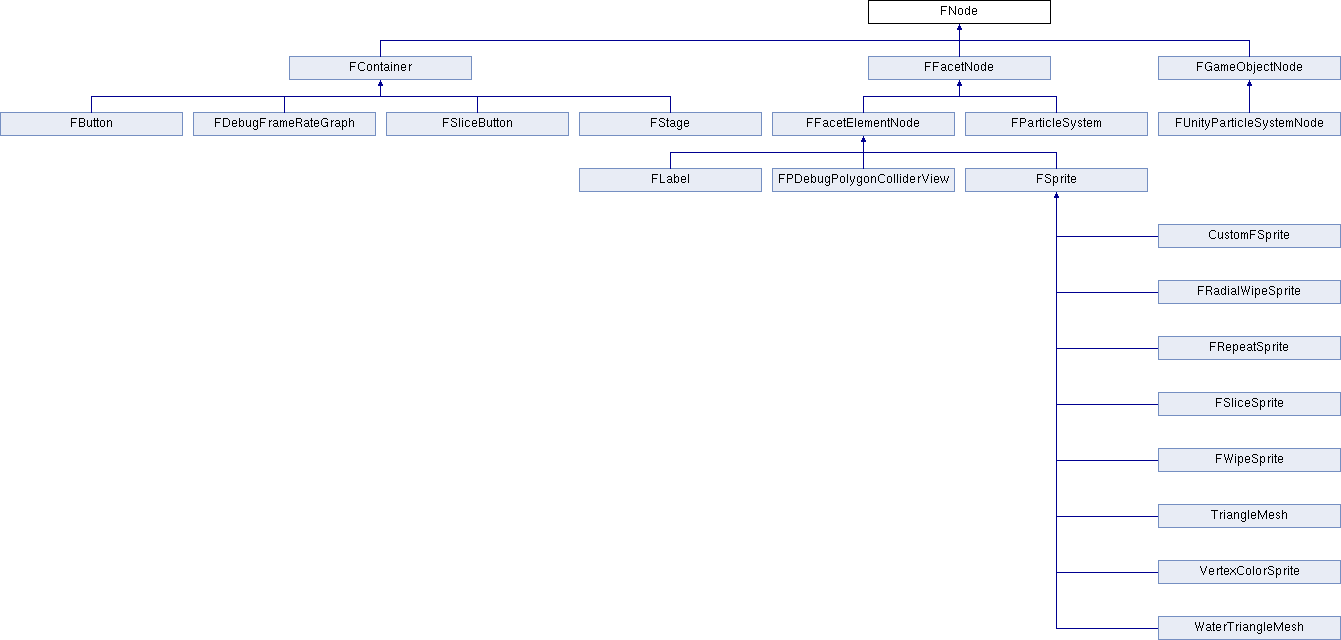 FNode
FContainer
FFacetNode
FGameObjectNode
FButton
FDebugFrameRateGraph
FSliceButton
FStage
FFacetElementNode
FParticleSystem
FUnityParticleSystemNode
FLabel
FPDebugPolygonColliderView
FSprite
CustomFSprite
FRadialWipeSprite
FRepeatSprite
FSliceSprite
FWipeSprite
TriangleMesh
VertexColorSprite
WaterTriangleMesh